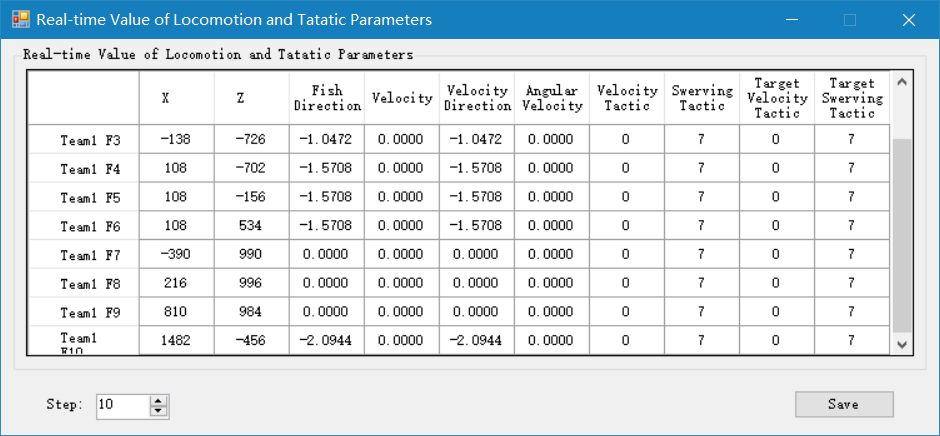 Real-time Value of Locomotion and Tatatic Parameters
Real-time Value of Locomotion and Tatatic Parameters
X Z Fish Direction Velocity Velocity Direction Angular Velocity Velocity Tactic Swerving Tactic Target Velocity Tactic Target Swerving Tactic
Team1 F3 -138 -726 -1.0472 0.0000 -1.0472 0.0000 0 7 0 7
Team1 F4 108 -702 -1.5708 0.0000 -1.5708 0.0000 0 7 0 7
Team1 F5 108 -156 -1.5708 0.0000 -1.5708 0.0000 0 7 0 7
Team1 F6 108 534 -1.5708 0.0000 -1.5708 0.0000 0 7 0 7
Team1 F7 -390 990 0.0000 0.0000 0.0000 0.0000 0 7 0 7
Team1 F8 216 996 0.0000 0.0000 0.0000 0.0000 0 7 0 7
Team1 F9 810 984 0.0000 0.0000 0.0000 0.0000 0 7 0 7
Team1 F10 1482 -456 -2.0944 0.0000 -2.0944 0.0000 0 7 0 7
Step: 10 Save